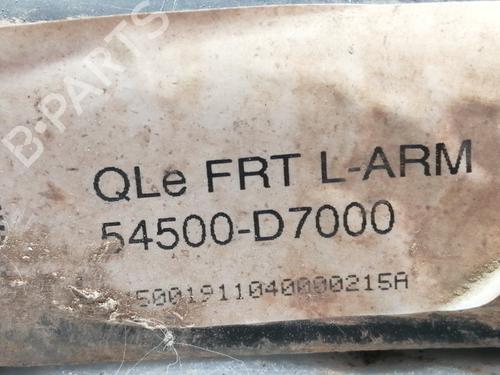 B-PARTS
QLe FRT L-ARM
54500-D7000
5001911040000215A